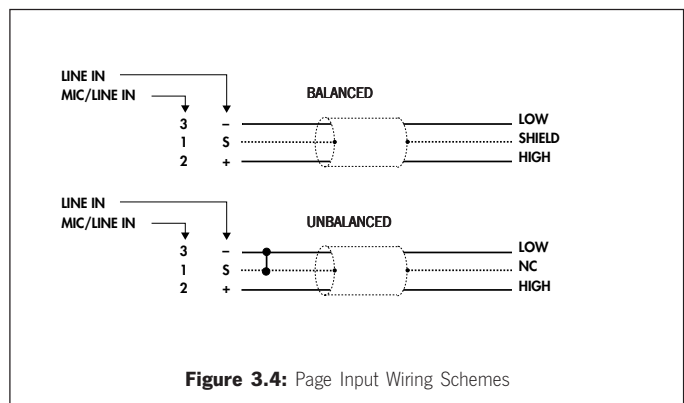 LINE IN
MIC/LINE IN
BALANCED
3 – LOW
1 S SHIELD
2 + HIGH
LINE IN
MIC/LINE IN
UNBALANCED
3 – LOW
1 S NC
2 + HIGH
Figure 3.4: Page Input Wiring Schemes